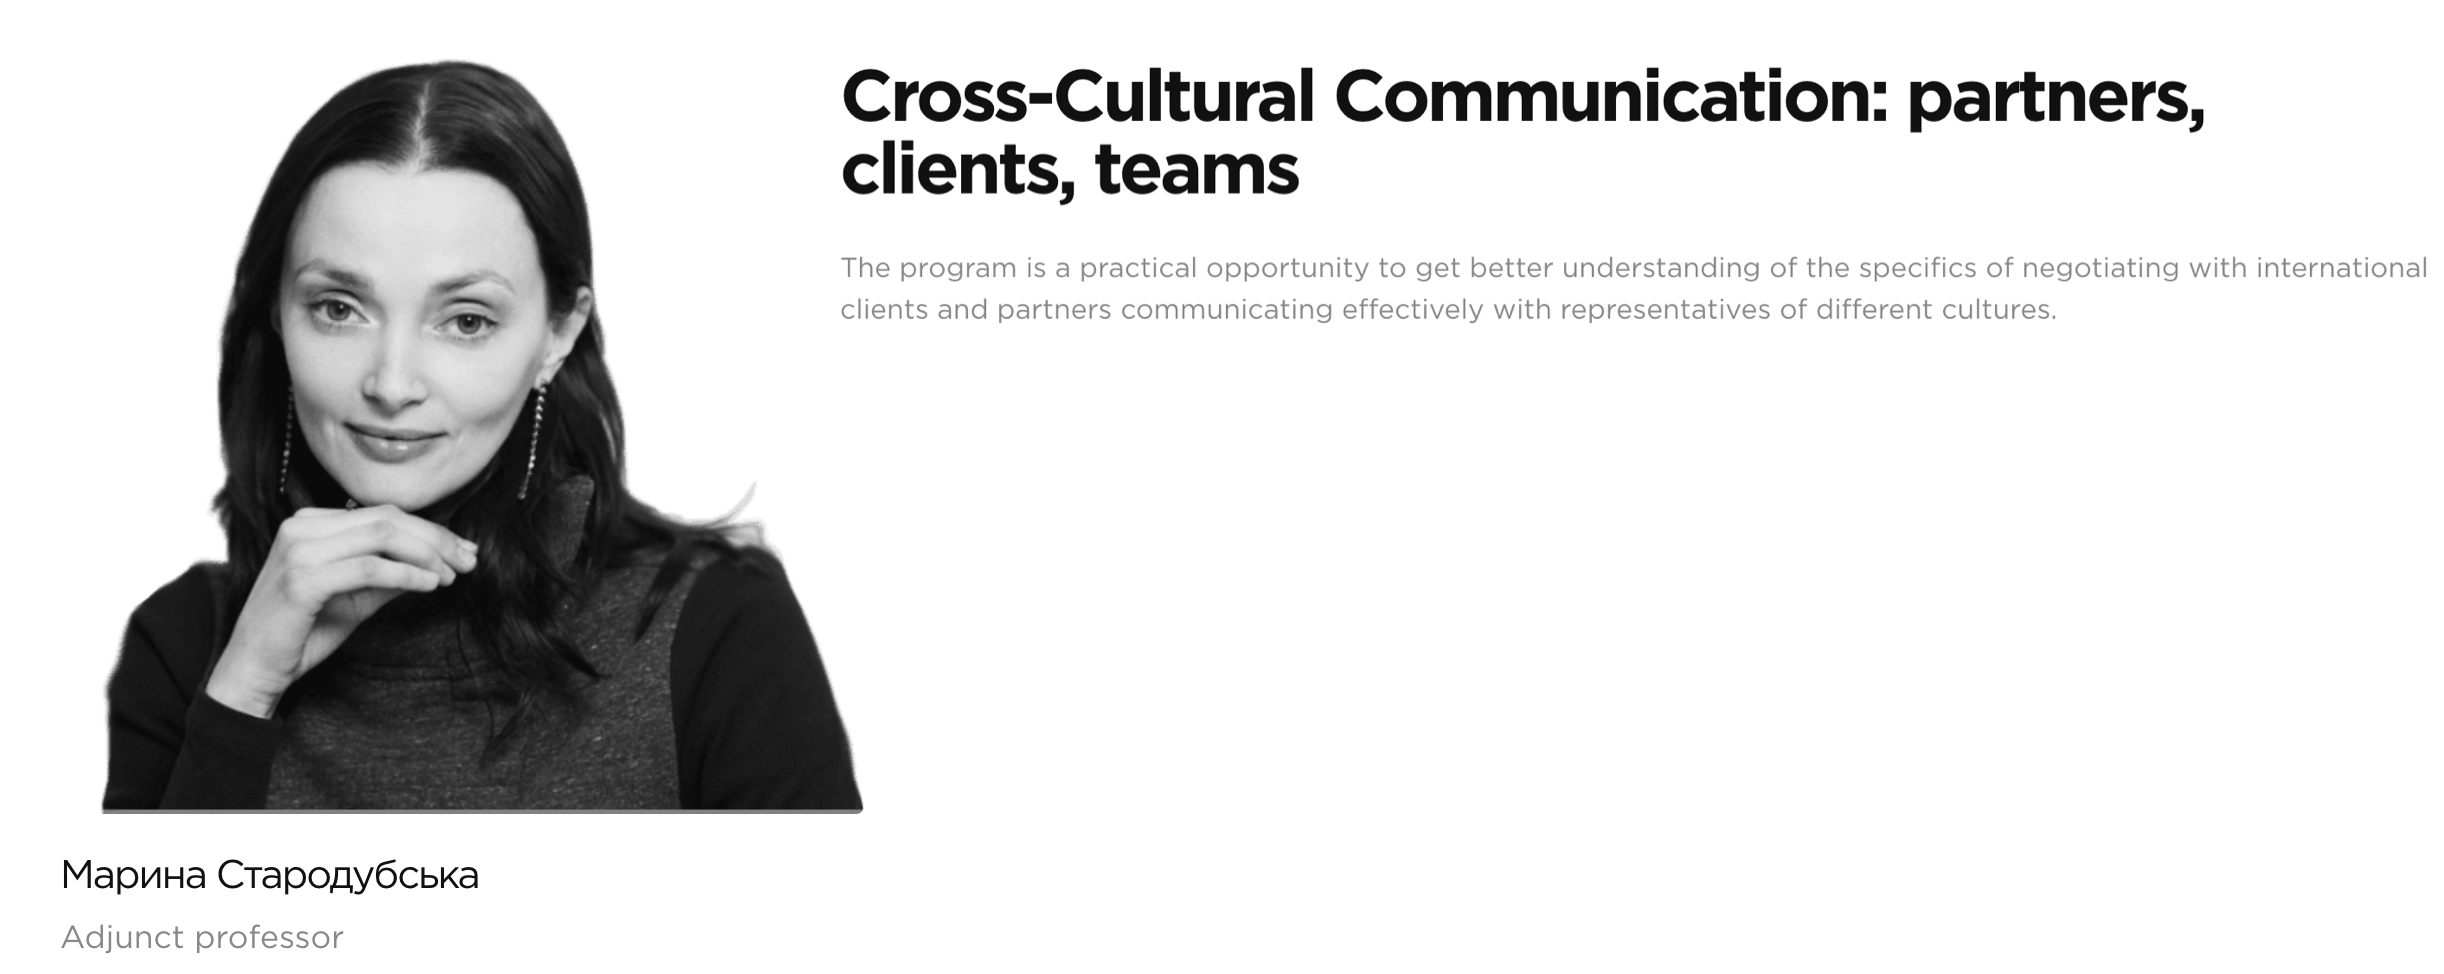 Cross-Cultural Communication: partners,
clients, teams
The program is a practical opportunity to get better understanding of the specifics of negotiating with international
clients and partners communicating effectively with representatives of different cultures.
Марина Стародубська
Adjunct professor